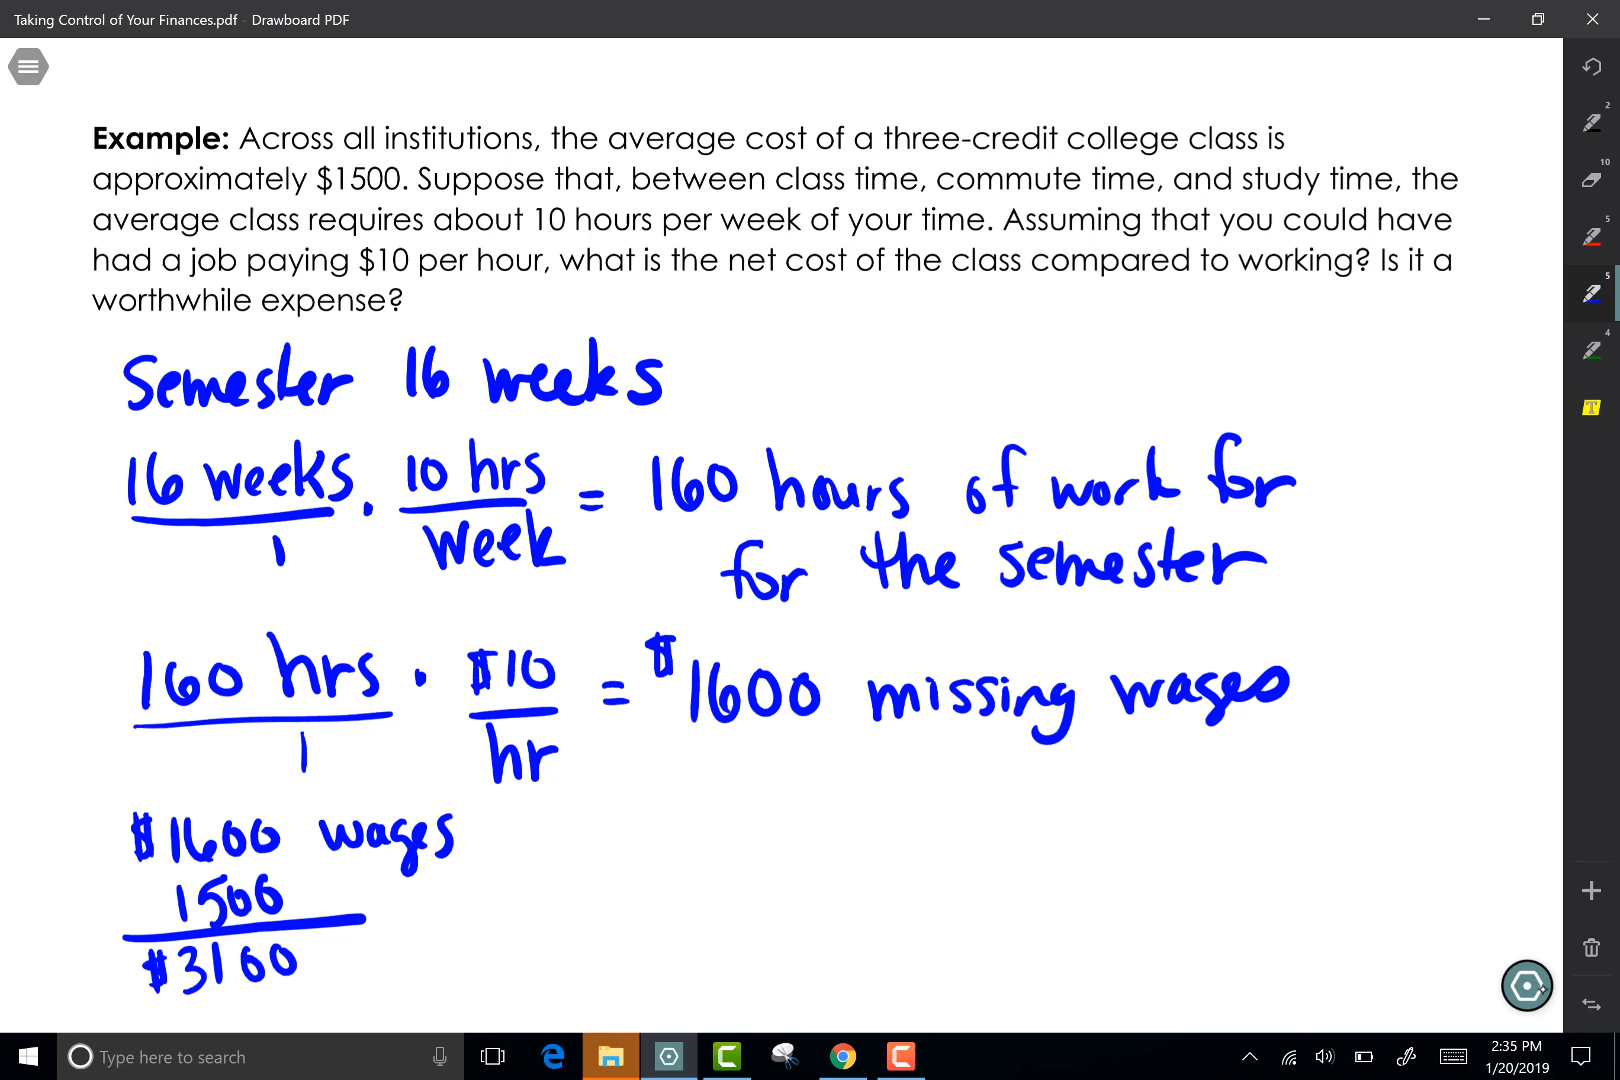 Taking Control of Your Finances.pdf - Drawboard PDF
Example: Across all institutions, the average cost of a three-credit college class is
approximately $1500. Suppose that, between class time, commute time, and study time, the
average class requires about 10 hours per week of your time. Assuming that you could have
had a job paying $10 per hour, what is the net cost of the class compared to working? Is it a
worthwhile expense?
Semester 16 weeks
16 weeks / 1 · 10 hrs / week = 160 hours of work for
for the semester
160 hrs / 1 · $10 / hr = $1600 missing wages
$1600 wages
1500
$3100
2
10
5
5
4
T
Type here to search
2:35 PM
1/20/2019